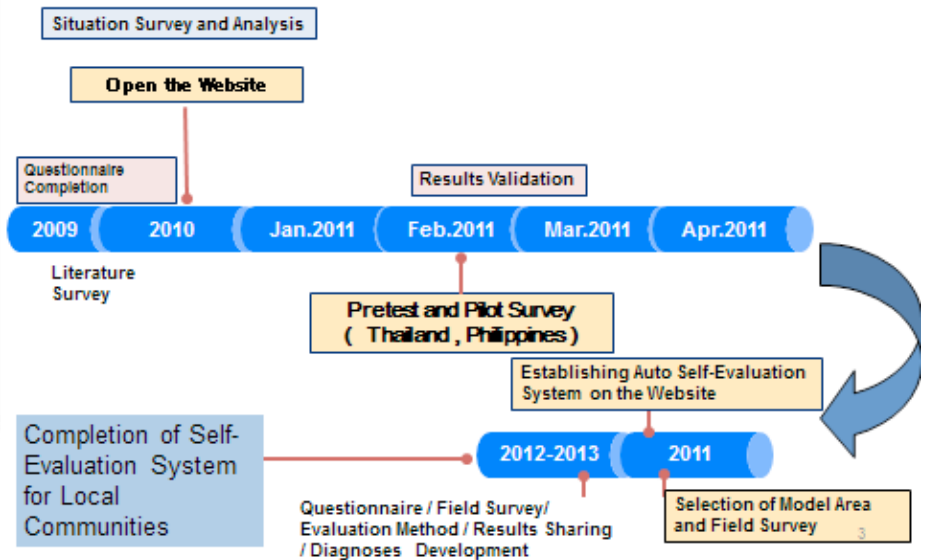 Situation Survey and Analysis
Open the Website
Questionnaire
Completion
Results Validation
2009
2010
Jan.2011
Feb.2011
Mar.2011
Apr.2011
Literature
Survey
Pretest and Pilot Survey
( Thailand , Philippines )
Establishing Auto Self-Evaluation
System on the Website
Completion of Self-
Evaluation System
for Local
Communities
2012-2013
2011
Questionnaire / Field Survey/
Evaluation Method / Results Sharing
/ Diagnoses Development
Selection of Model Area
and Field Survey
3